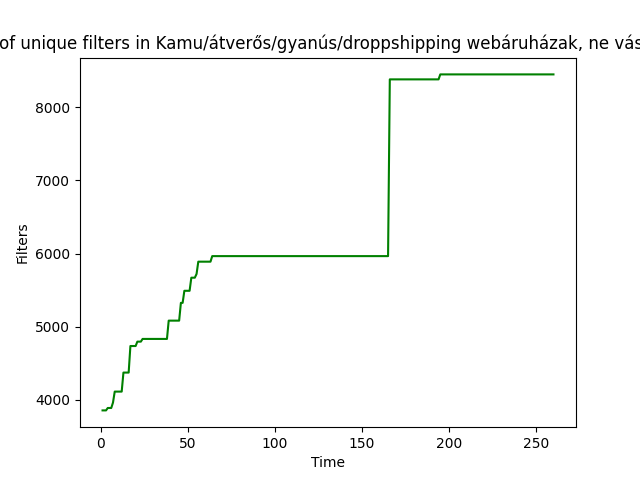 of unique filters in Kamu/átverős/gyanús/droppshipping webáruházak, ne vás
8000
7000
6000
5000
4000
Filters
0 50 100 150 200 250
Time